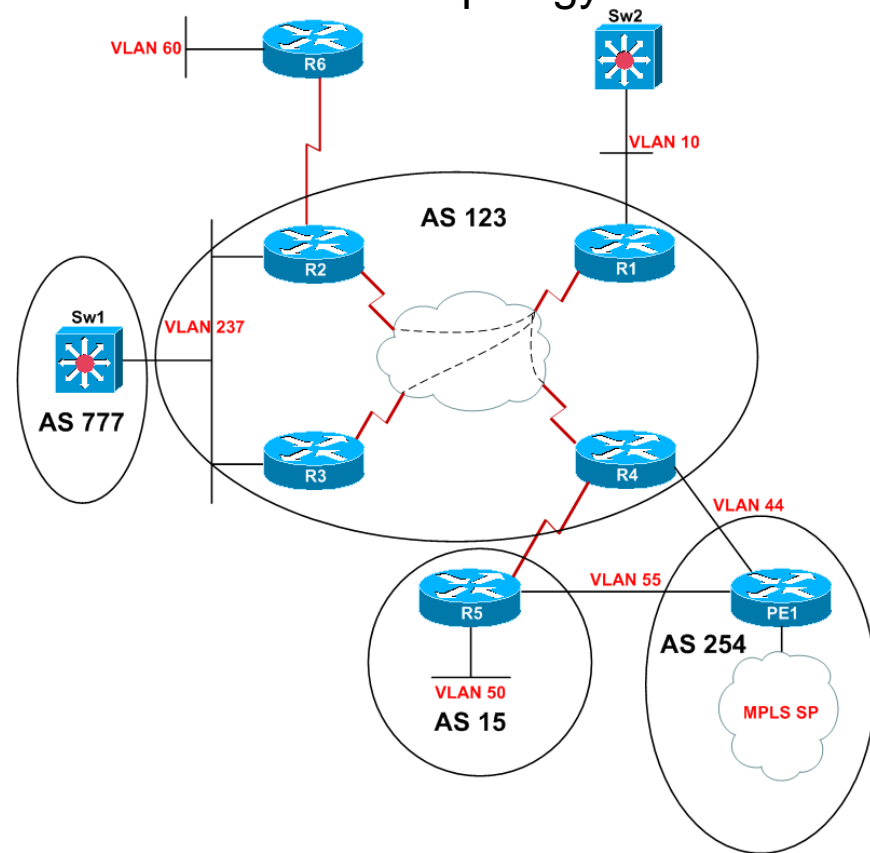 Sw2
VLAN 60
R6
VLAN 10
AS 123
R2
R1
Sw1
VLAN 237
AS 777
R3
R4
VLAN 44
VLAN 55
R5
PE1
AS 254
VLAN 50
MPLS SP
AS 15